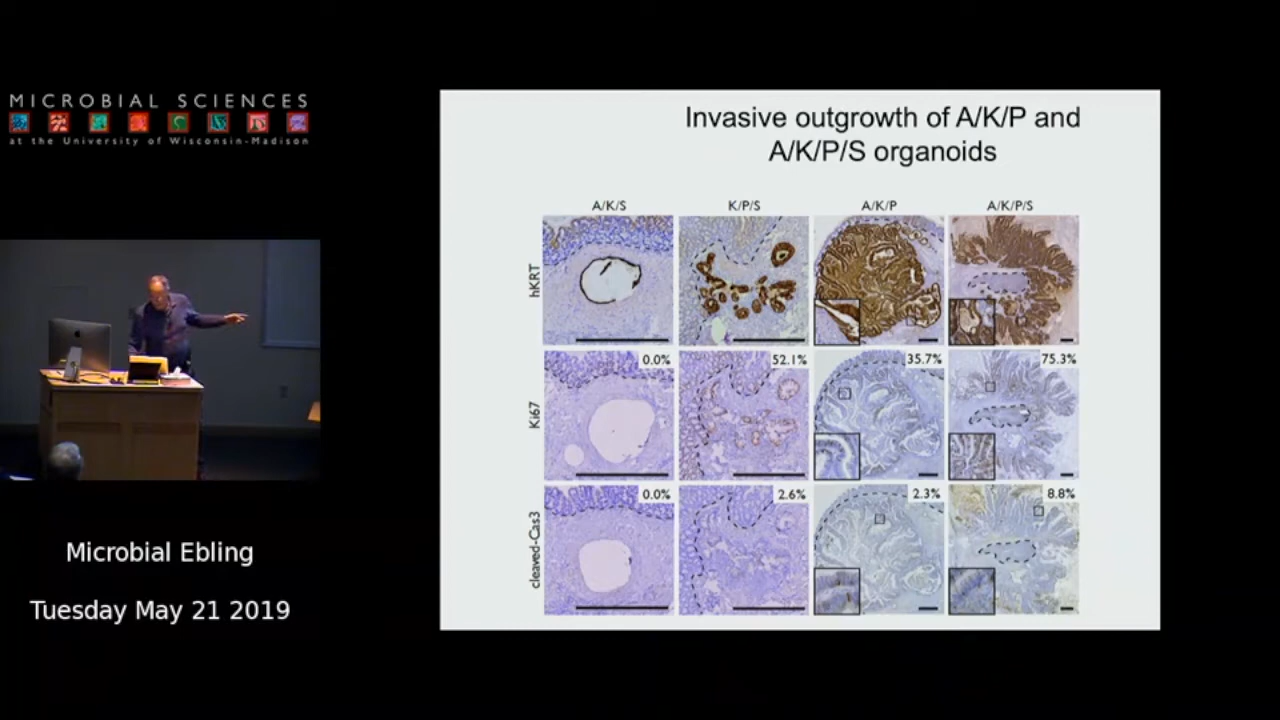 MICROBIAL SCIENCES
at the University of Wisconsin-Madison
Microbial Ebling
Tuesday May 21 2019
Invasive outgrowth of A/K/P and
A/K/P/S organoids
A/K/S K/P/S A/K/P A/K/P/S
hKRT
Ki67
0.0% 52.1% 35.7% 75.3%
cleaved-Cas3
0.0% 2.6% 2.3% 8.8%